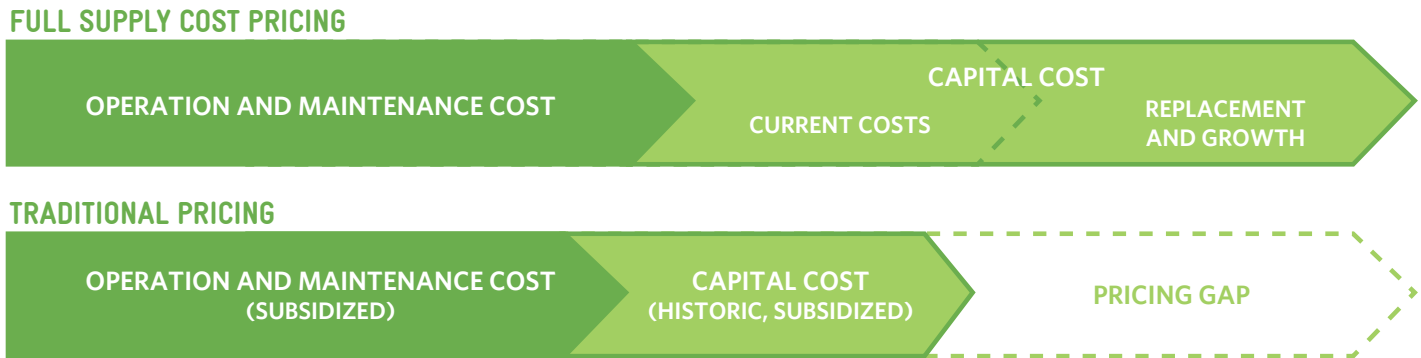 FULL SUPPLY COST PRICING
OPERATION AND MAINTENANCE COST
CAPITAL COST
CURRENT COSTS
REPLACEMENT
AND GROWTH
TRADITIONAL PRICING
OPERATION AND MAINTENANCE COST
(SUBSIDIZED)
CAPITAL COST
(HISTORIC, SUBSIDIZED)
PRICING GAP